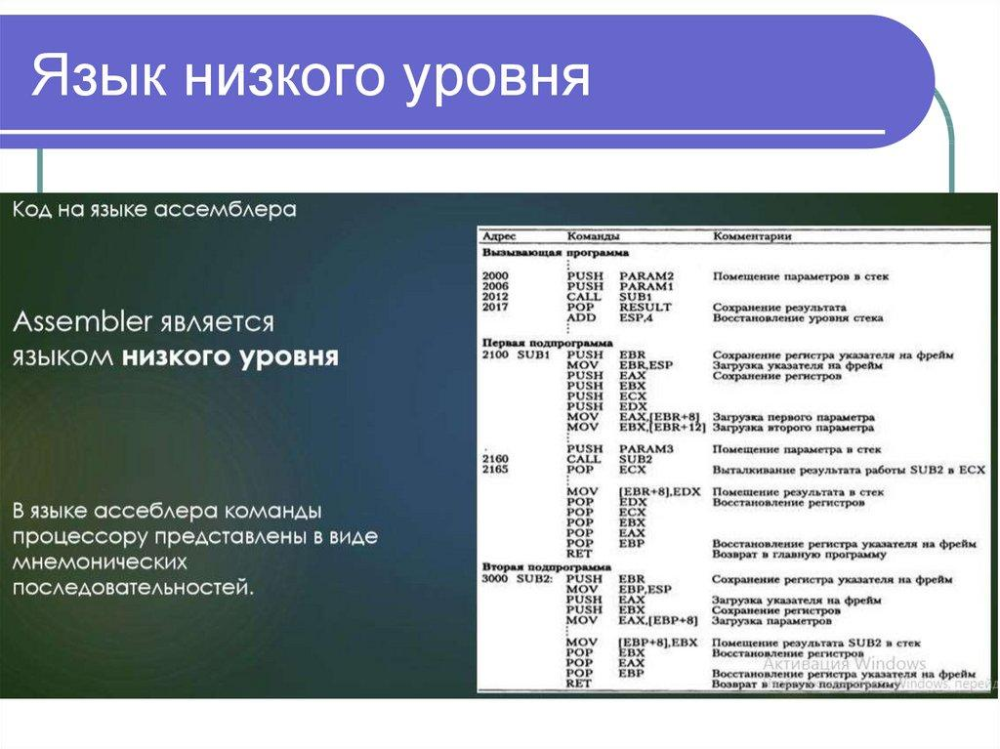 Язык низкого уровня
Код на языке ассемблера
Assembler является
языком низкого уровня
В языке ассеблера команды
процессору представлены в виде
мнемонических
последовательностей.
Адрес Команды Комментарии
Вызывающая программа
2000 PUSH PARAM2 Помещение параметров в стек
2006 PUSH PARAM1
2012 CALL SUB1
2017 POP RESULT Сохранение результата
ADD ESP,4 Восстановление уровня стека
Первая подпрограмма
2100 SUB1 PUSH EBR Сохранение регистра указателя на фрейм
MOV EBR,ESP Загрузка указателя на фрейм
PUSH EAX Сохранение регистров
PUSH EBX
PUSH ECX
PUSH EDX
MOV EAX,[EBR+8] Загрузка первого параметра
MOV EBX,[EBR+12] Загрузка второго параметра
PUSH PARAM3 Помещение параметра в стек
2160 CALL SUB2
2165 POP ECX Выталкивание результата работы SUB2 в ECX
MOV [EBR+8],EDX Помещение результата в стек
POP EDX Восстановление регистров
POP ECX
POP EBX
POP EAX
POP EBP Восстановление регистра указателя на фрейм
RET Возврат в главную программу
Вторая подпрограмма
3000 SUB2: PUSH EBR Сохранение регистра указателя на фрейм
MOV EBP,ESP
PUSH EAX Загрузка указателя на фрейм
PUSH EBX Сохранение регистров
MOV EAX,[EBP+8] Загрузка параметров
MOV [EBP+8],EBX Помещение результата SUB2 в стек
POP EBX Восстановление регистров
POP EAX
POP EBP Восстановление регистра указателя на фрейм
RET Возврат в первую подпрограмму
Активация Windows
Windows, перейд